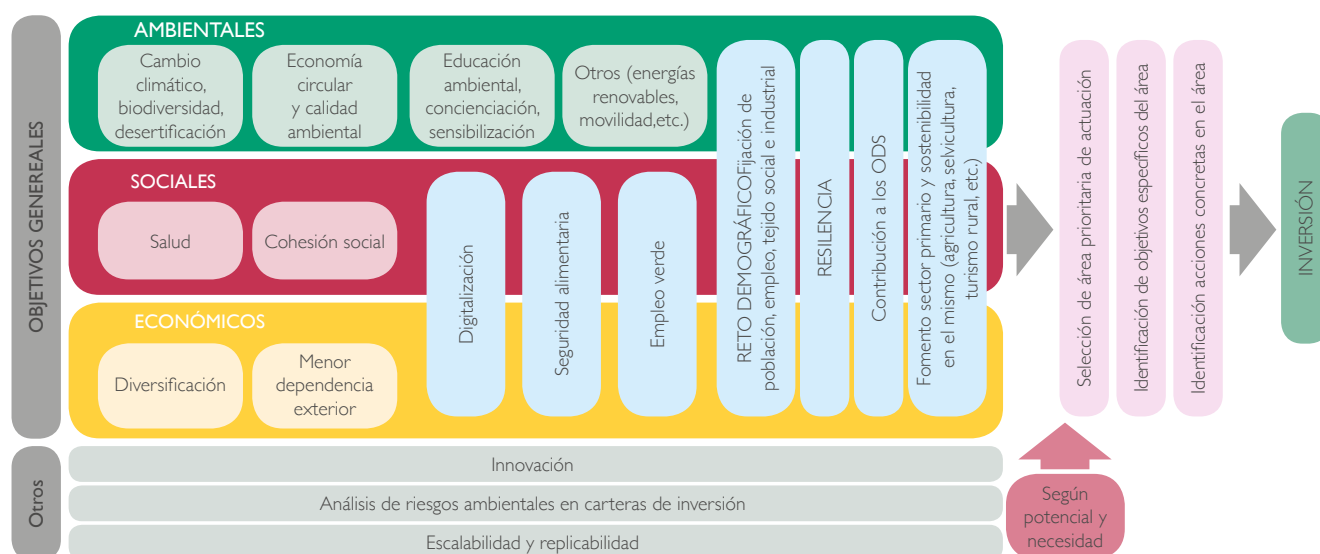 OBJETIVOS GENEREALES
AMBIENTALES
Cambio
climático,
biodiversidad,
desertificación
Economía
circular
y calidad
ambiental
Educación
ambiental,
concienciación,
sensibilización
Otros (energías
renovables,
movilidad,etc.)
SOCIALES
Salud
Cohesión social
ECONÓMICOS
Diversificación
Menor
dependencia
exterior
Digitalización
Seguridad alimentaria
Empleo verde
RETO DEMOGRÁFICOFijación de
población, empleo, tejido social e industrial
RESILENCIA
Contribución a los ODS
Fomento sector primario y sostenibilidad
en el mismo (agricultura, selvicultura,
turismo rural, etc.)
Selección de área prioritaria de actuación
Identificación de objetivos específicos del área
Identificación acciones concretas en el área
INVERSIÓN
Otros
Innovación
Análisis de riesgos ambientales en carteras de inversión
Escalabilidad y replicabilidad
Según
potencial y
necesidad